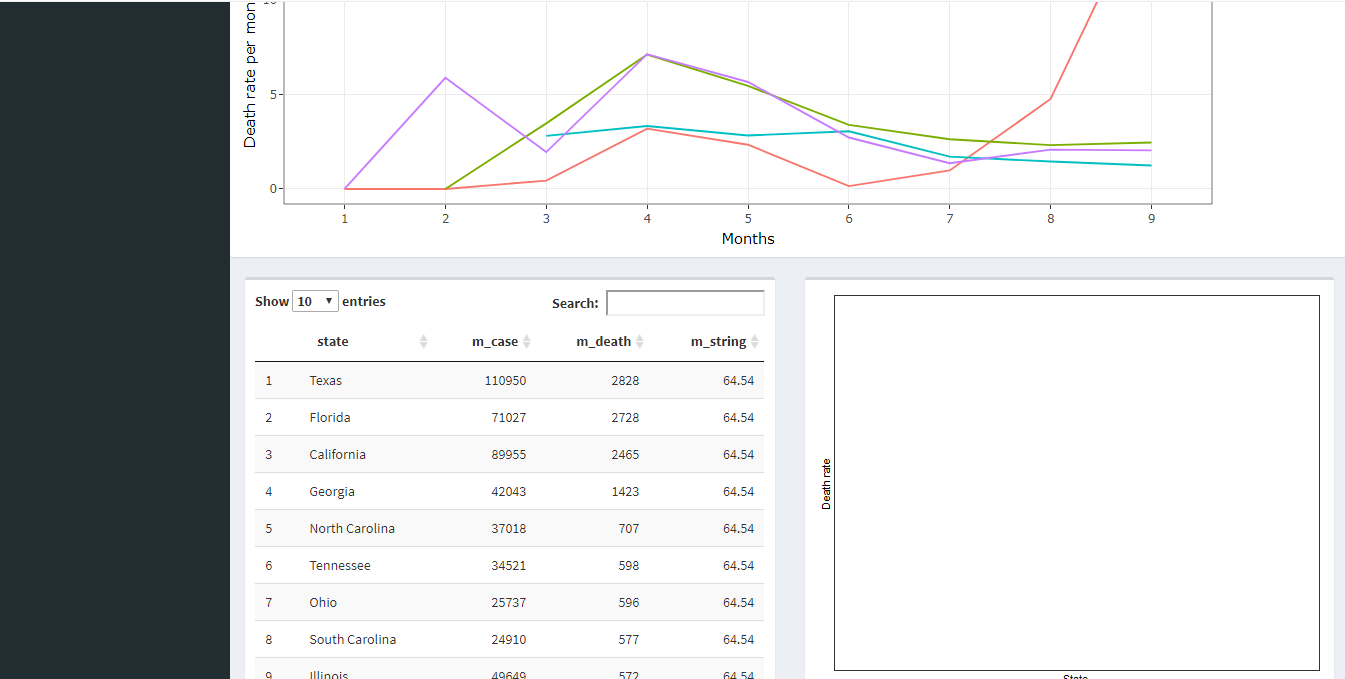 Death rate per mon
5
0
1 2 3 4 5 6 7 8 9
Months
Show 10 entries
Search:
state m_case m_death m_string
1 Texas 110950 2828 64.54
2 Florida 71027 2728 64.54
3 California 89955 2465 64.54
4 Georgia 42043 1423 64.54
5 North Carolina 37018 707 64.54
6 Tennessee 34521 598 64.54
7 Ohio 25737 596 64.54
8 South Carolina 24910 577 64.54
9 Illinois 49649 572 64.54
Death rate
State